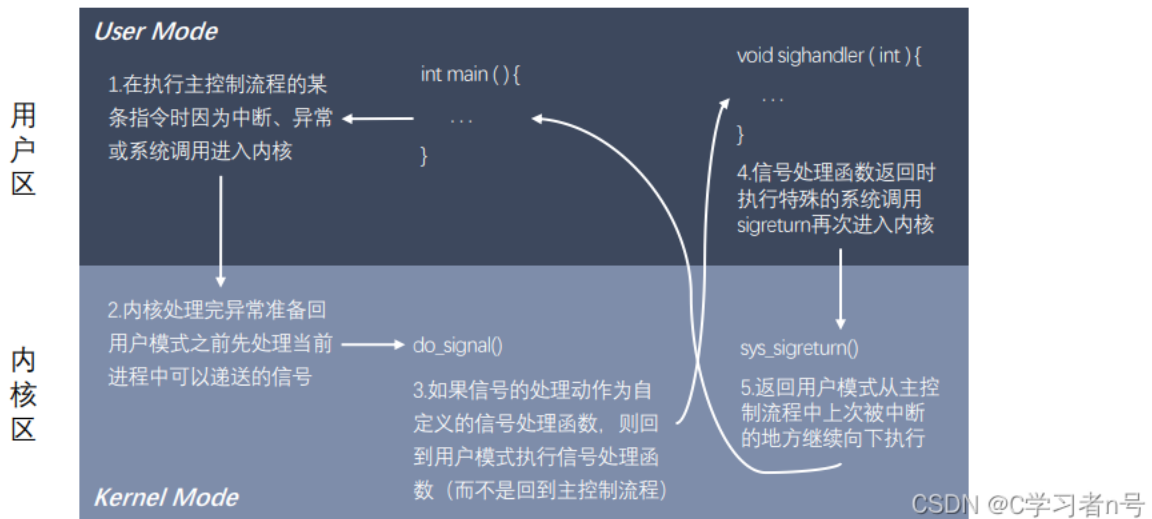 User Mode
用
户
区
1.在执行主控制流程的某
条指令时因为中断、异常
或系统调用进入内核
int main ( ) {
...
}
void sighandler ( int ) {
...
}
4.信号处理函数返回时
执行特殊的系统调用
sigreturn再次进入内核
内
核
区
2.内核处理完异常准备回
用户模式之前先处理当前
进程中可以递送的信号
do_signal()
3.如果信号的处理动作为自
定义的信号处理函数，则回
到用户模式执行信号处理函
数（而不是回到主控制流程）
sys_sigreturn()
5.返回用户模式从主控
制流程中上次被中断
的地方继续向下执行
Kernel Mode
CSDN @C学习者n号